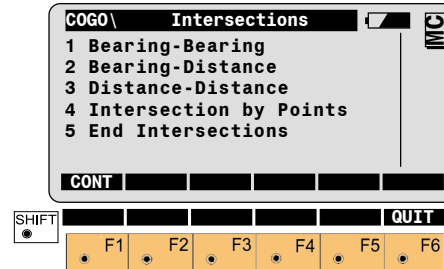 COGO\ Intersections
MC
1 Bearing-Bearing
2 Bearing-Distance
3 Distance-Distance
4 Intersection by Points
5 End Intersections
CONT
SHIFT QUIT
F1 F2 F3 F4 F5 F6